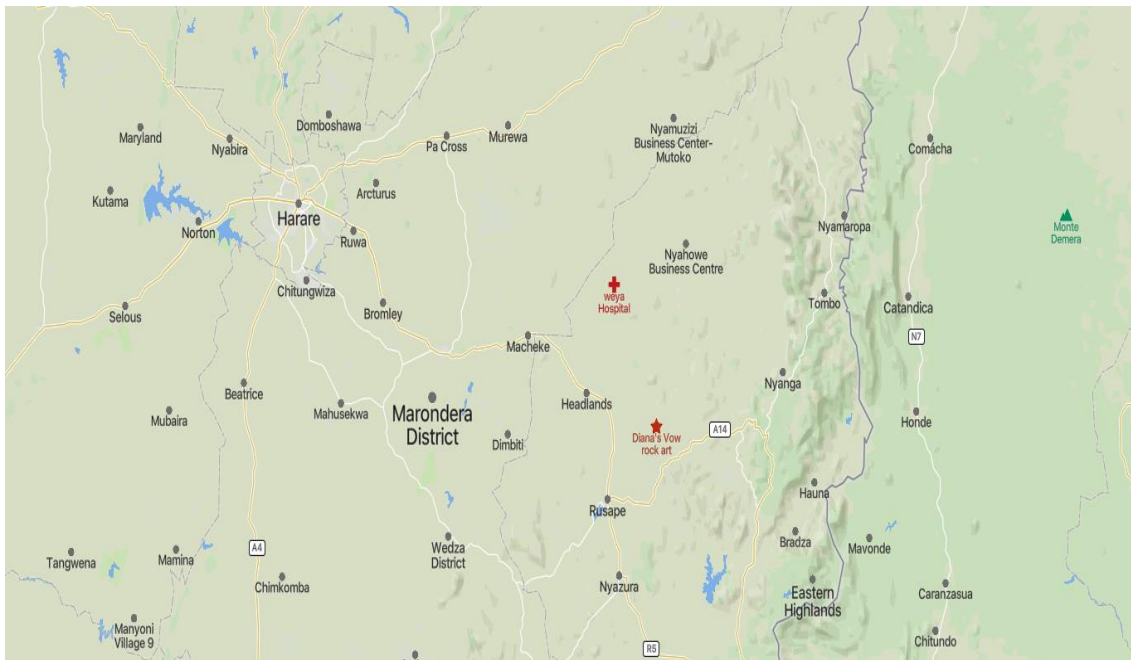 Domboshawa
Maryland
Nyabira
Pa Cross
Murewa
Nyamuzizi
Business Center-
Mutoko
Comacha
Kutama
Arcturus
Norton
Harare
Ruwa
Nyamaropa
Monte
Demera
Nyahowe
Business Centre
Chitungwiza
weya
Hospital
Tombo
Catandica
Selous
Bromley
N7
Macheke
Beatrice
Mahusekwa
Marondera
District
Headlands
Nyanga
Mubaira
Dimbiti
Diana's Vow
rock art
A14
Honde
Rusape
Hauna
Tangwena
Mamina
A4
Wedza
District
Bradza
Mavonde
Chimkomba
Nyazura
Eastern
Highlands
Caranzasua
Manyoni
Village 9
R5
Chitundo